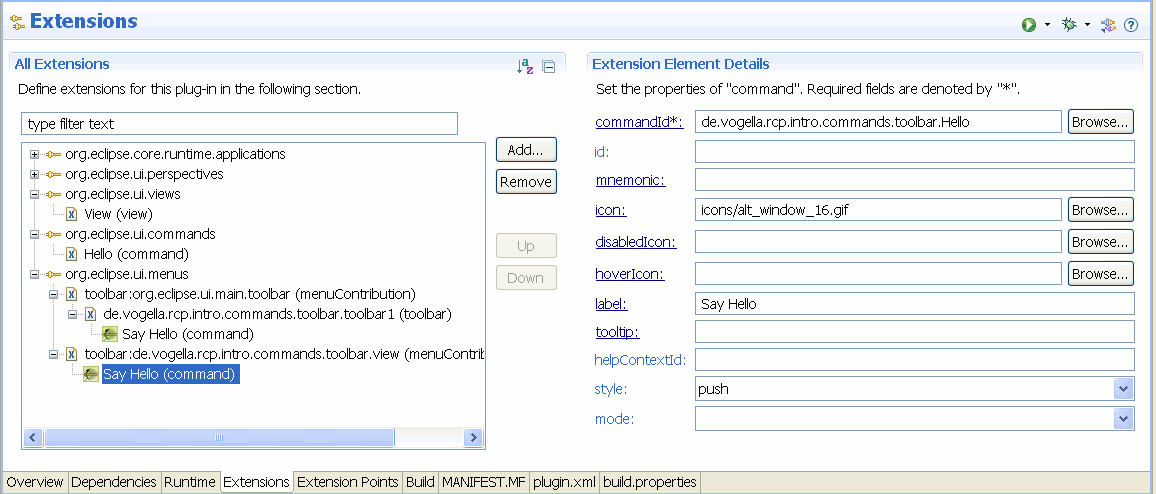 Extensions
All Extensions
Define extensions for this plug-in in the following section.
type filter text
org.eclipse.core.runtime.applications
org.eclipse.ui.perspectives
org.eclipse.ui.views
View (view)
org.eclipse.ui.commands
Hello (command)
org.eclipse.ui.menus
toolbar:org.eclipse.ui.main.toolbar (menuContribution)
de.vogella.rcp.intro.commands.toolbar.toolbar1 (toolbar)
Say Hello (command)
toolbar:de.vogella.rcp.intro.commands.toolbar.view (menuContrib
Say Hello (command)
Add...
Remove
Up
Down
Extension Element Details
Set the properties of "command". Required fields are denoted by "*".
commandId*: de.vogella.rcp.intro.commands.toolbar.Hello Browse...
id:
mnemonic:
icon: icons/alt_window_16.gif Browse...
disabledIcon: Browse...
hoverIcon: Browse...
label: Say Hello
tooltip:
helpContextId:
style: push
mode:
Overview Dependencies Runtime Extensions Extension Points Build MANIFEST.MF plugin.xml build.properties